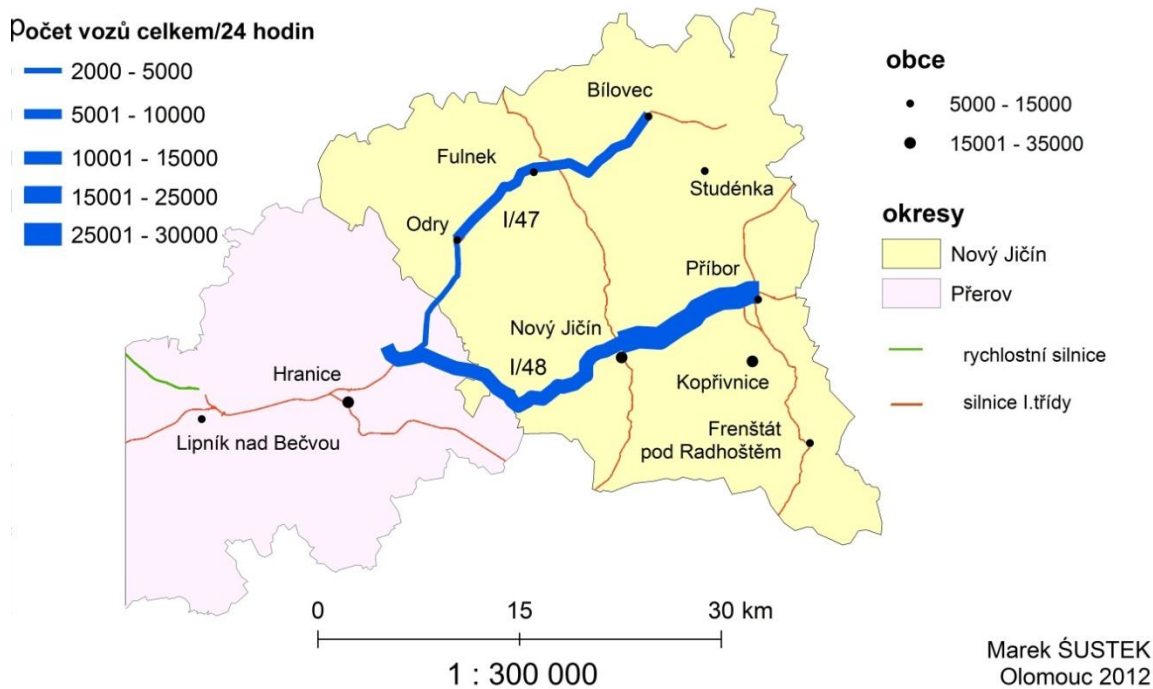 Počet vozů celkem/24 hodin
2000 - 5000
5001 - 10000
10001 - 15000
15001 - 25000
25001 - 30000
Bílovec
Fulnek
Studénka
Odry
I/47
Příbor
Nový Jičín
I/48
Hranice
Kopřivnice
Lipník nad Bečvou
Frenštát
pod Radhoštěm
obce
5000 - 15000
15001 - 35000
okresy
Nový Jičín
Přerov
rychlostní silnice
silnice I.třídy
0 15 30 km
1 : 300 000
Marek ŚUSTEK
Olomouc 2012